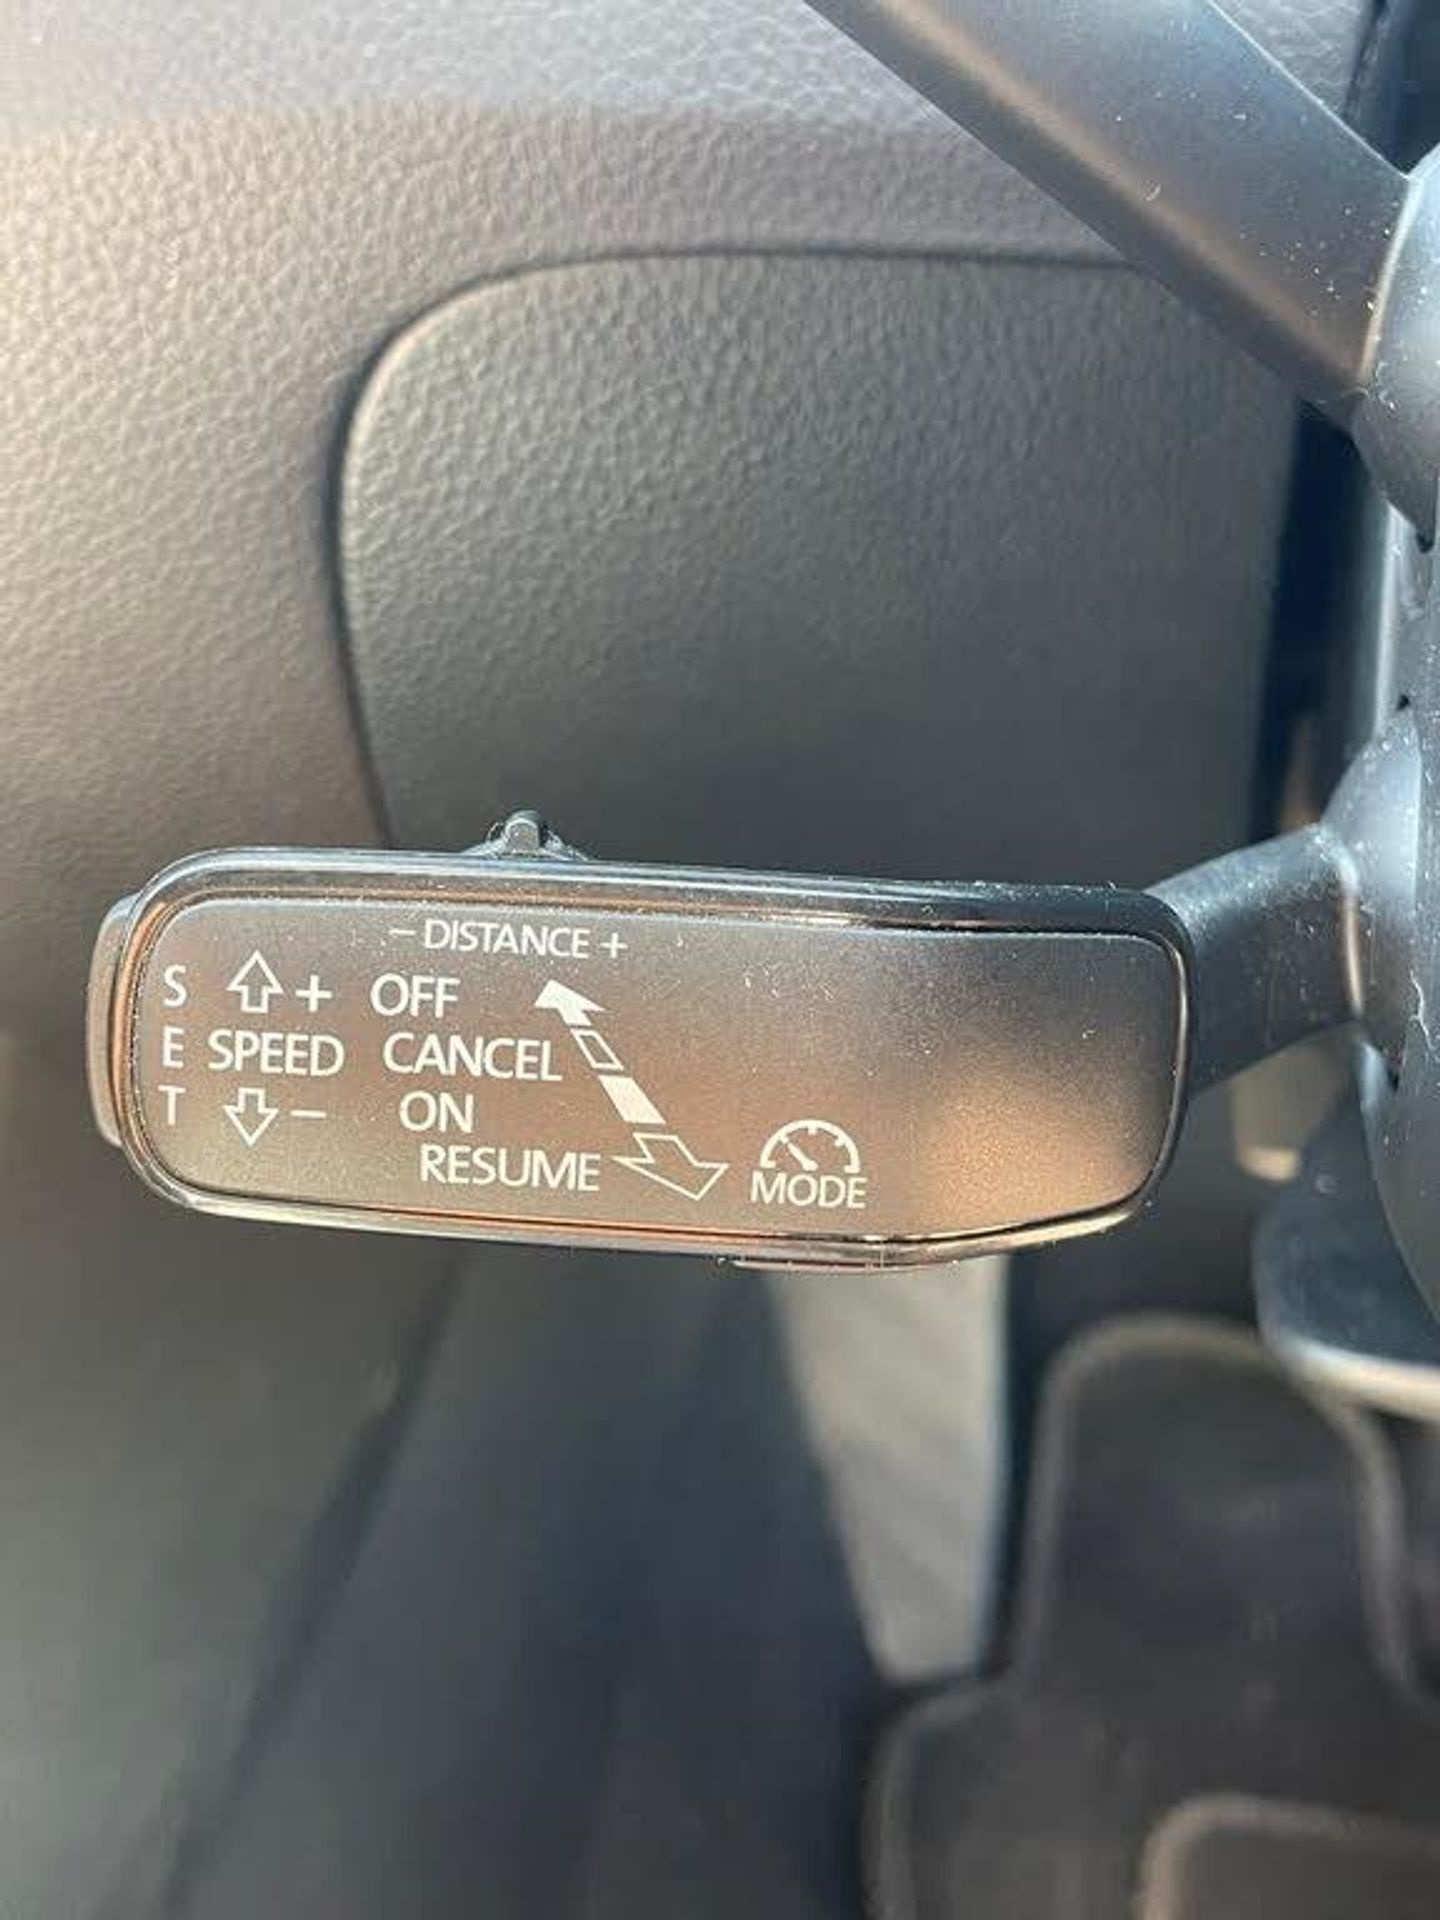 - DISTANCE +
S + OFF
E SPEED CANCEL
T - ON
RESUME
MODE